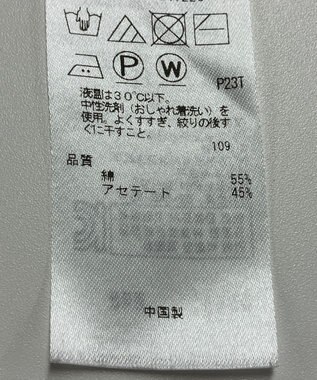 P
W
P23T
液温は30℃以下。
中性洗剤(おしゃれ着洗い)を
使用。よくすすぎ、絞りの後す
ぐに干すこと。
109
品質
綿 55%
アセテート 45%
中国製